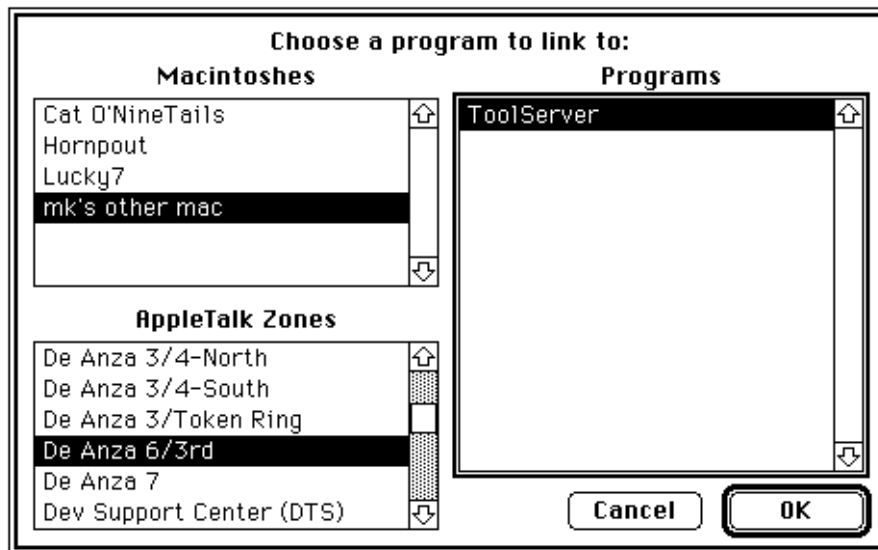 Choose a program to link to:
Macintoshes
Cat O'NineTails
Hornpout
Lucky7
mk's other mac
AppleTalk Zones
De Anza 3/4-North
De Anza 3/4-South
De Anza 3/Token Ring
De Anza 6/3rd
De Anza 7
Dev Support Center (DTS)
Programs
ToolServer
Cancel
OK